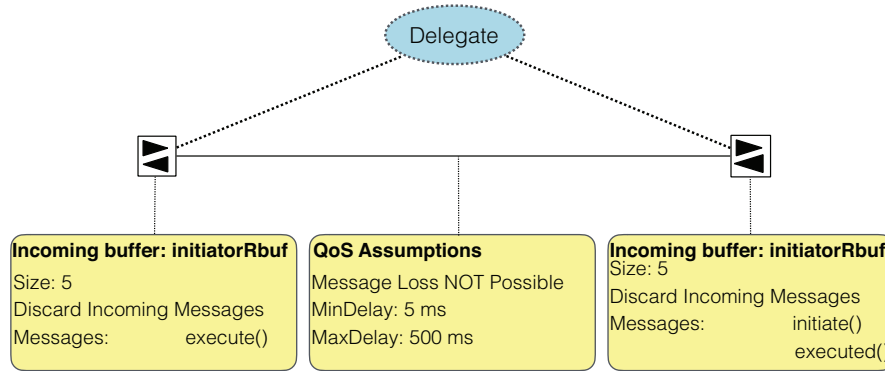 Delegate
Incoming buffer: initiatorRbuf
Size: 5
Discard Incoming Messages
Messages: execute()
QoS Assumptions
Message Loss NOT Possible
MinDelay: 5 ms
MaxDelay: 500 ms
Incoming buffer: initiatorRbuf
Size: 5
Discard Incoming Messages
Messages: initiate()
executed()